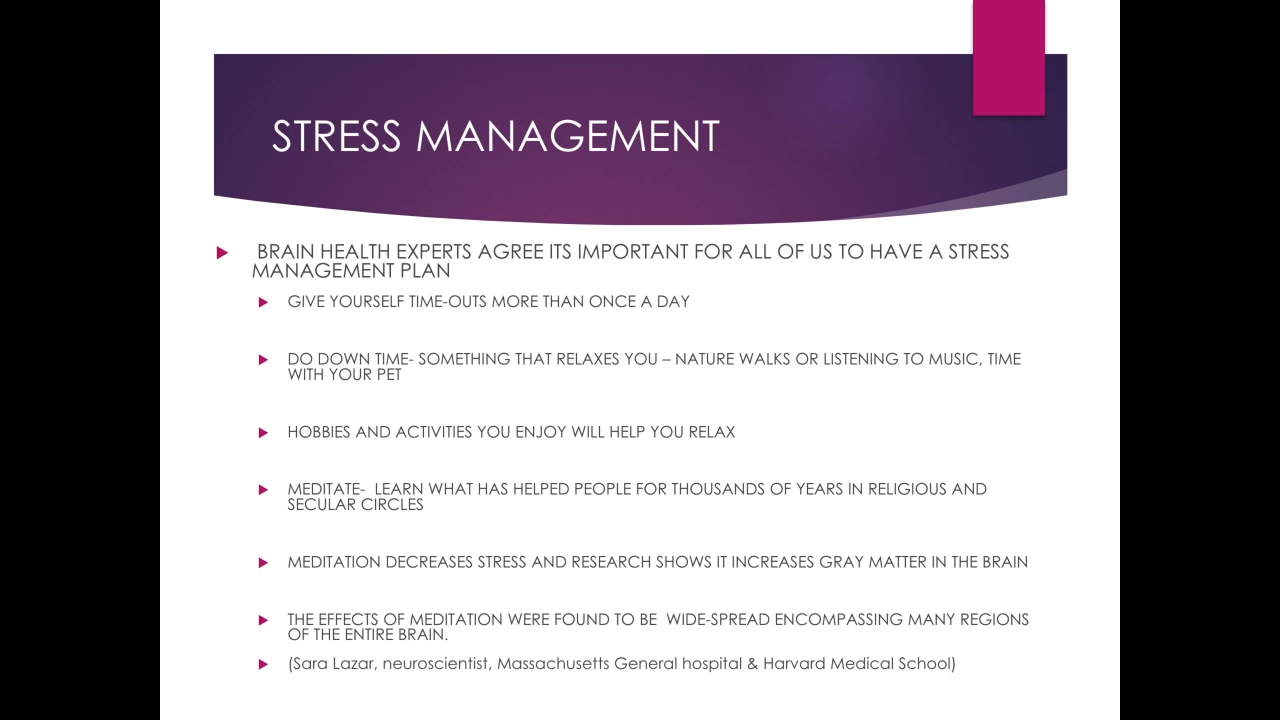 STRESS MANAGEMENT
BRAIN HEALTH EXPERTS AGREE ITS IMPORTANT FOR ALL OF US TO HAVE A STRESS
MANAGEMENT PLAN
GIVE YOURSELF TIME-OUTS MORE THAN ONCE A DAY
DO DOWN TIME- SOMETHING THAT RELAXES YOU – NATURE WALKS OR LISTENING TO MUSIC, TIME
WITH YOUR PET
HOBBIES AND ACTIVITIES YOU ENJOY WILL HELP YOU RELAX
MEDITATE-  LEARN WHAT HAS HELPED PEOPLE FOR THOUSANDS OF YEARS IN RELIGIOUS AND
SECULAR CIRCLES
MEDITATION DECREASES STRESS AND RESEARCH SHOWS IT INCREASES GRAY MATTER IN THE BRAIN
THE EFFECTS OF MEDITATION WERE FOUND TO BE  WIDE-SPREAD ENCOMPASSING MANY REGIONS
OF THE ENTIRE BRAIN.
(Sara Lazar, neuroscientist, Massachusetts General hospital & Harvard Medical School)